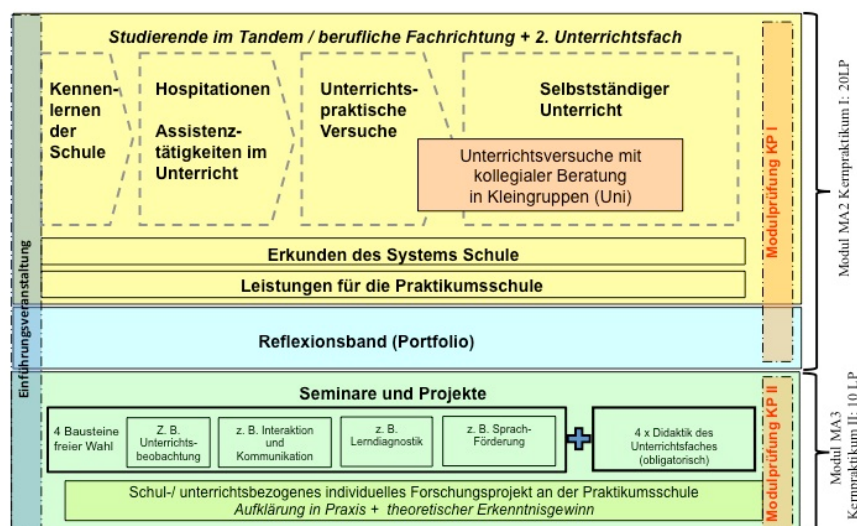 Studierende im Tandem / berufliche Fachrichtung + 2. Unterrichtsfach
Kennen-
lernen
der
Schule
Hospitationen
Assistenz-
tätigkeiten im
Unterricht
Unterrichts-
praktische
Versuche
Selbstständiger
Unterricht
Unterrichtsversuche mit
kollegialer Beratung
in Kleingruppen (Uni)
Erkunden des Systems Schule
Leistungen für die Praktikumsschule
Reflexionsband (Portfolio)
Einführungsveranstaltung
Modulprüfung KP I
Modul MA2 Kernpraktikum I: 20LP
Seminare und Projekte
4 Bausteine
freier Wahl
Z. B.
Unterrichts-
beobachtung
z. B. Interaktion
und
Kommunikation
z. B.
Lerndiagnostik
z. B. Sprach-
Förderung
4 x Didaktik des
Unterrichtsfaches
(obligatorisch)
Schul-/ unterrichtsbezogenes individuelles Forschungsprojekt an der Praktikumsschule
Aufklärung in Praxis + theoretischer Erkenntnisgewinn
Modulprüfung KP II
Modul MA3
Kernpraktikum II: 10 LP